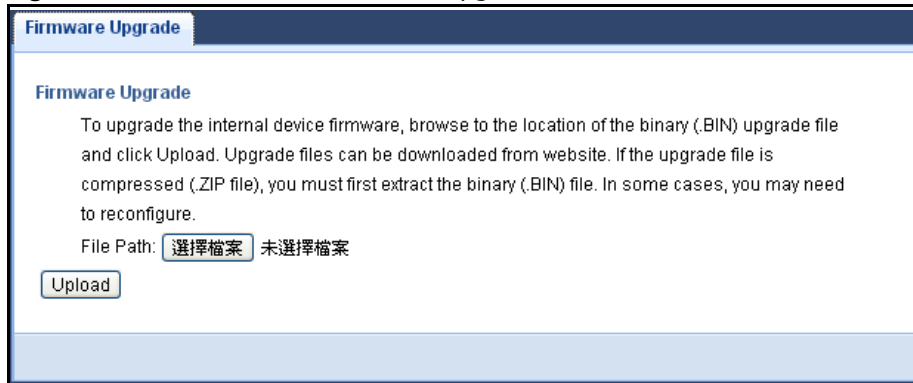 Firmware Upgrade
Firmware Upgrade
To upgrade the internal device firmware, browse to the location of the binary (.BIN) upgrade file
and click Upload. Upgrade files can be downloaded from website. If the upgrade file is
compressed (.ZIP file), you must first extract the binary (.BIN) file. In some cases, you may need
to reconfigure.
File Path: 選擇檔案 未選擇檔案
Upload